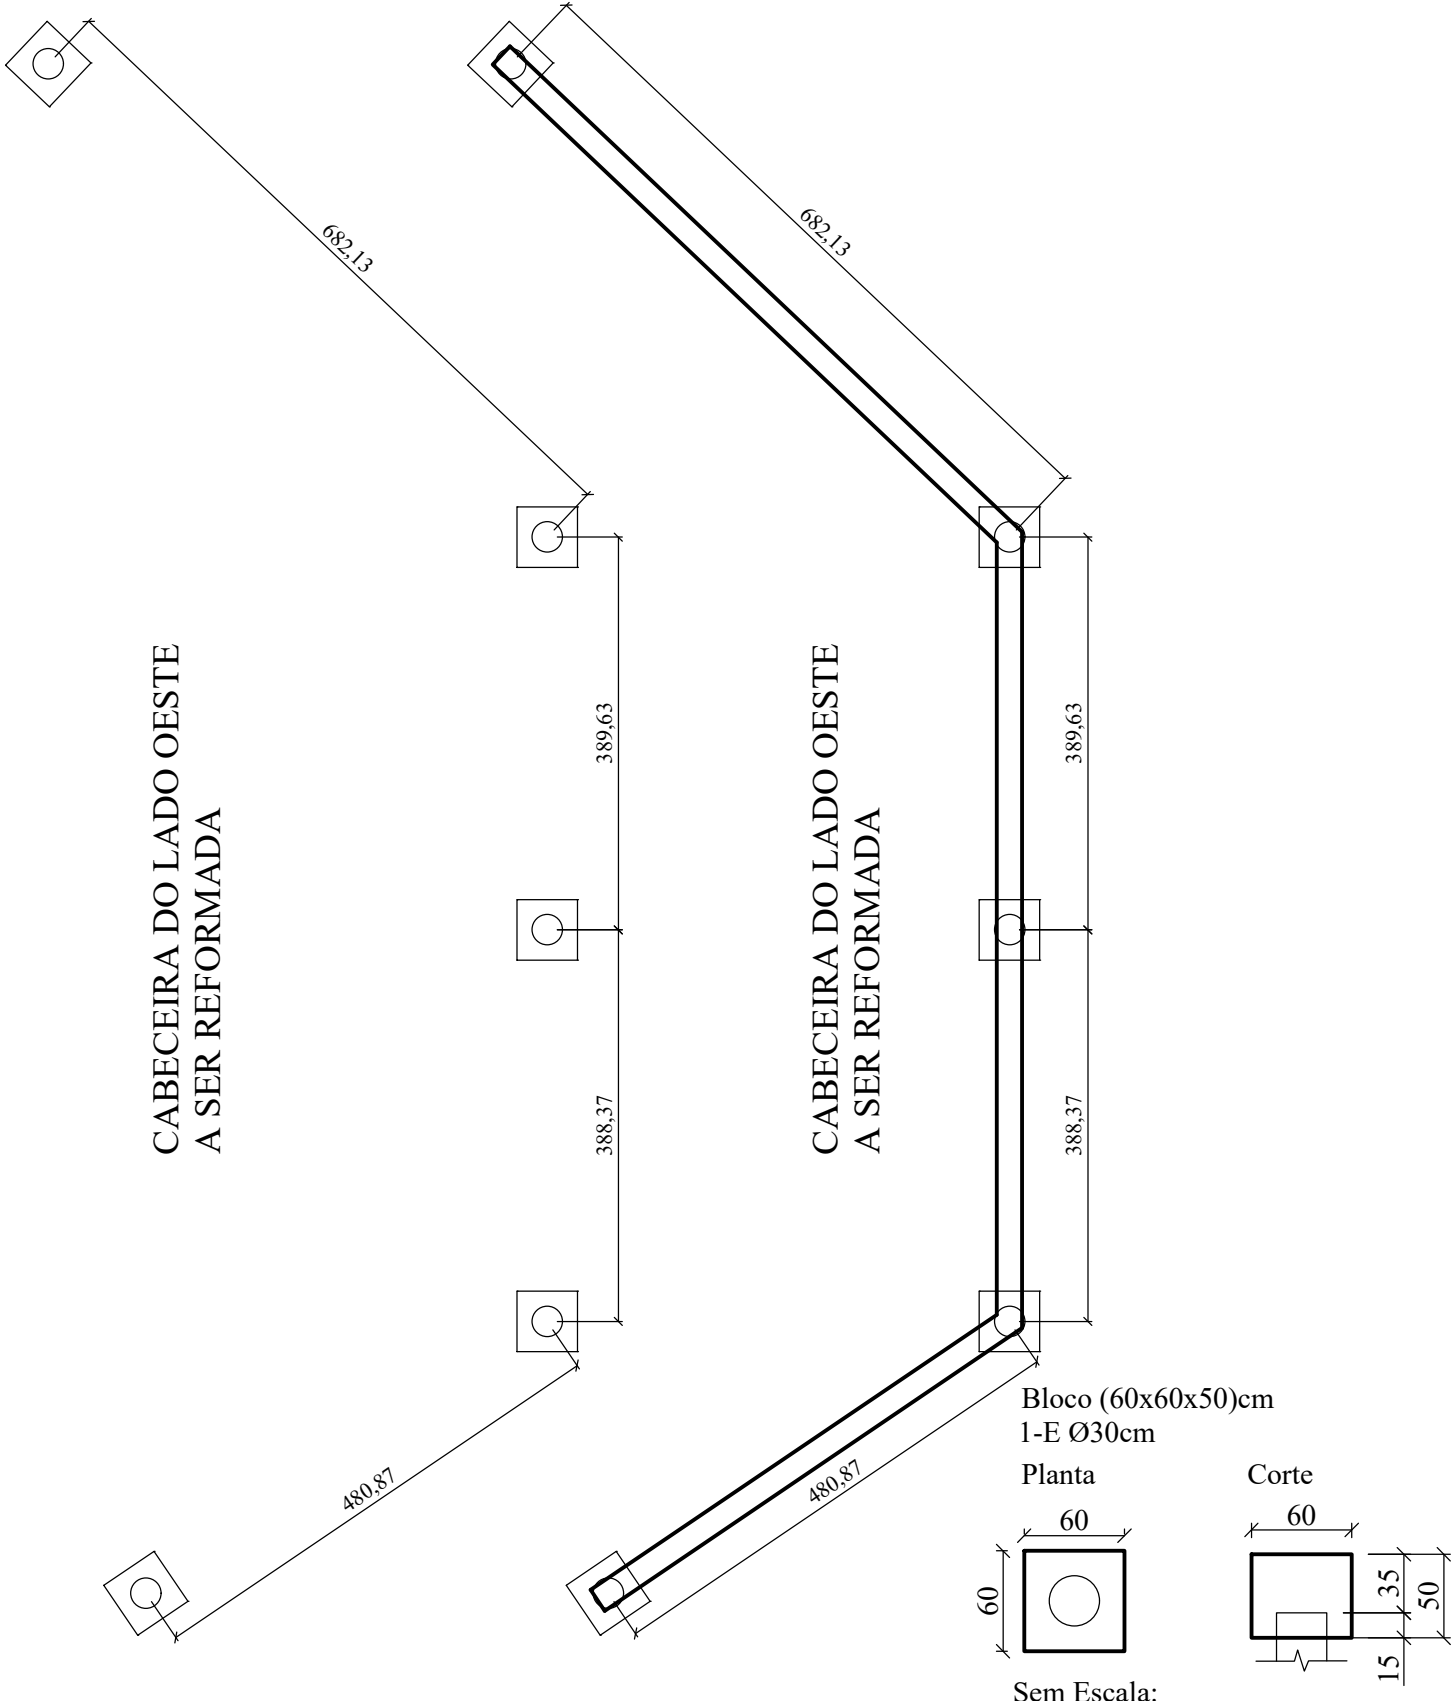 682,13
682,13
389,63
389,63
CABECEIRA DO LADO OESTE
A SER REFORMADA
CABECEIRA DO LADO OESTE
A SER REFORMADA
388,37
388,37
480,87
480,87
Bloco (60x60x50)cm
1-E Ø30cm
Planta
Corte
60
60
60
35
50
15
Sem Escala: